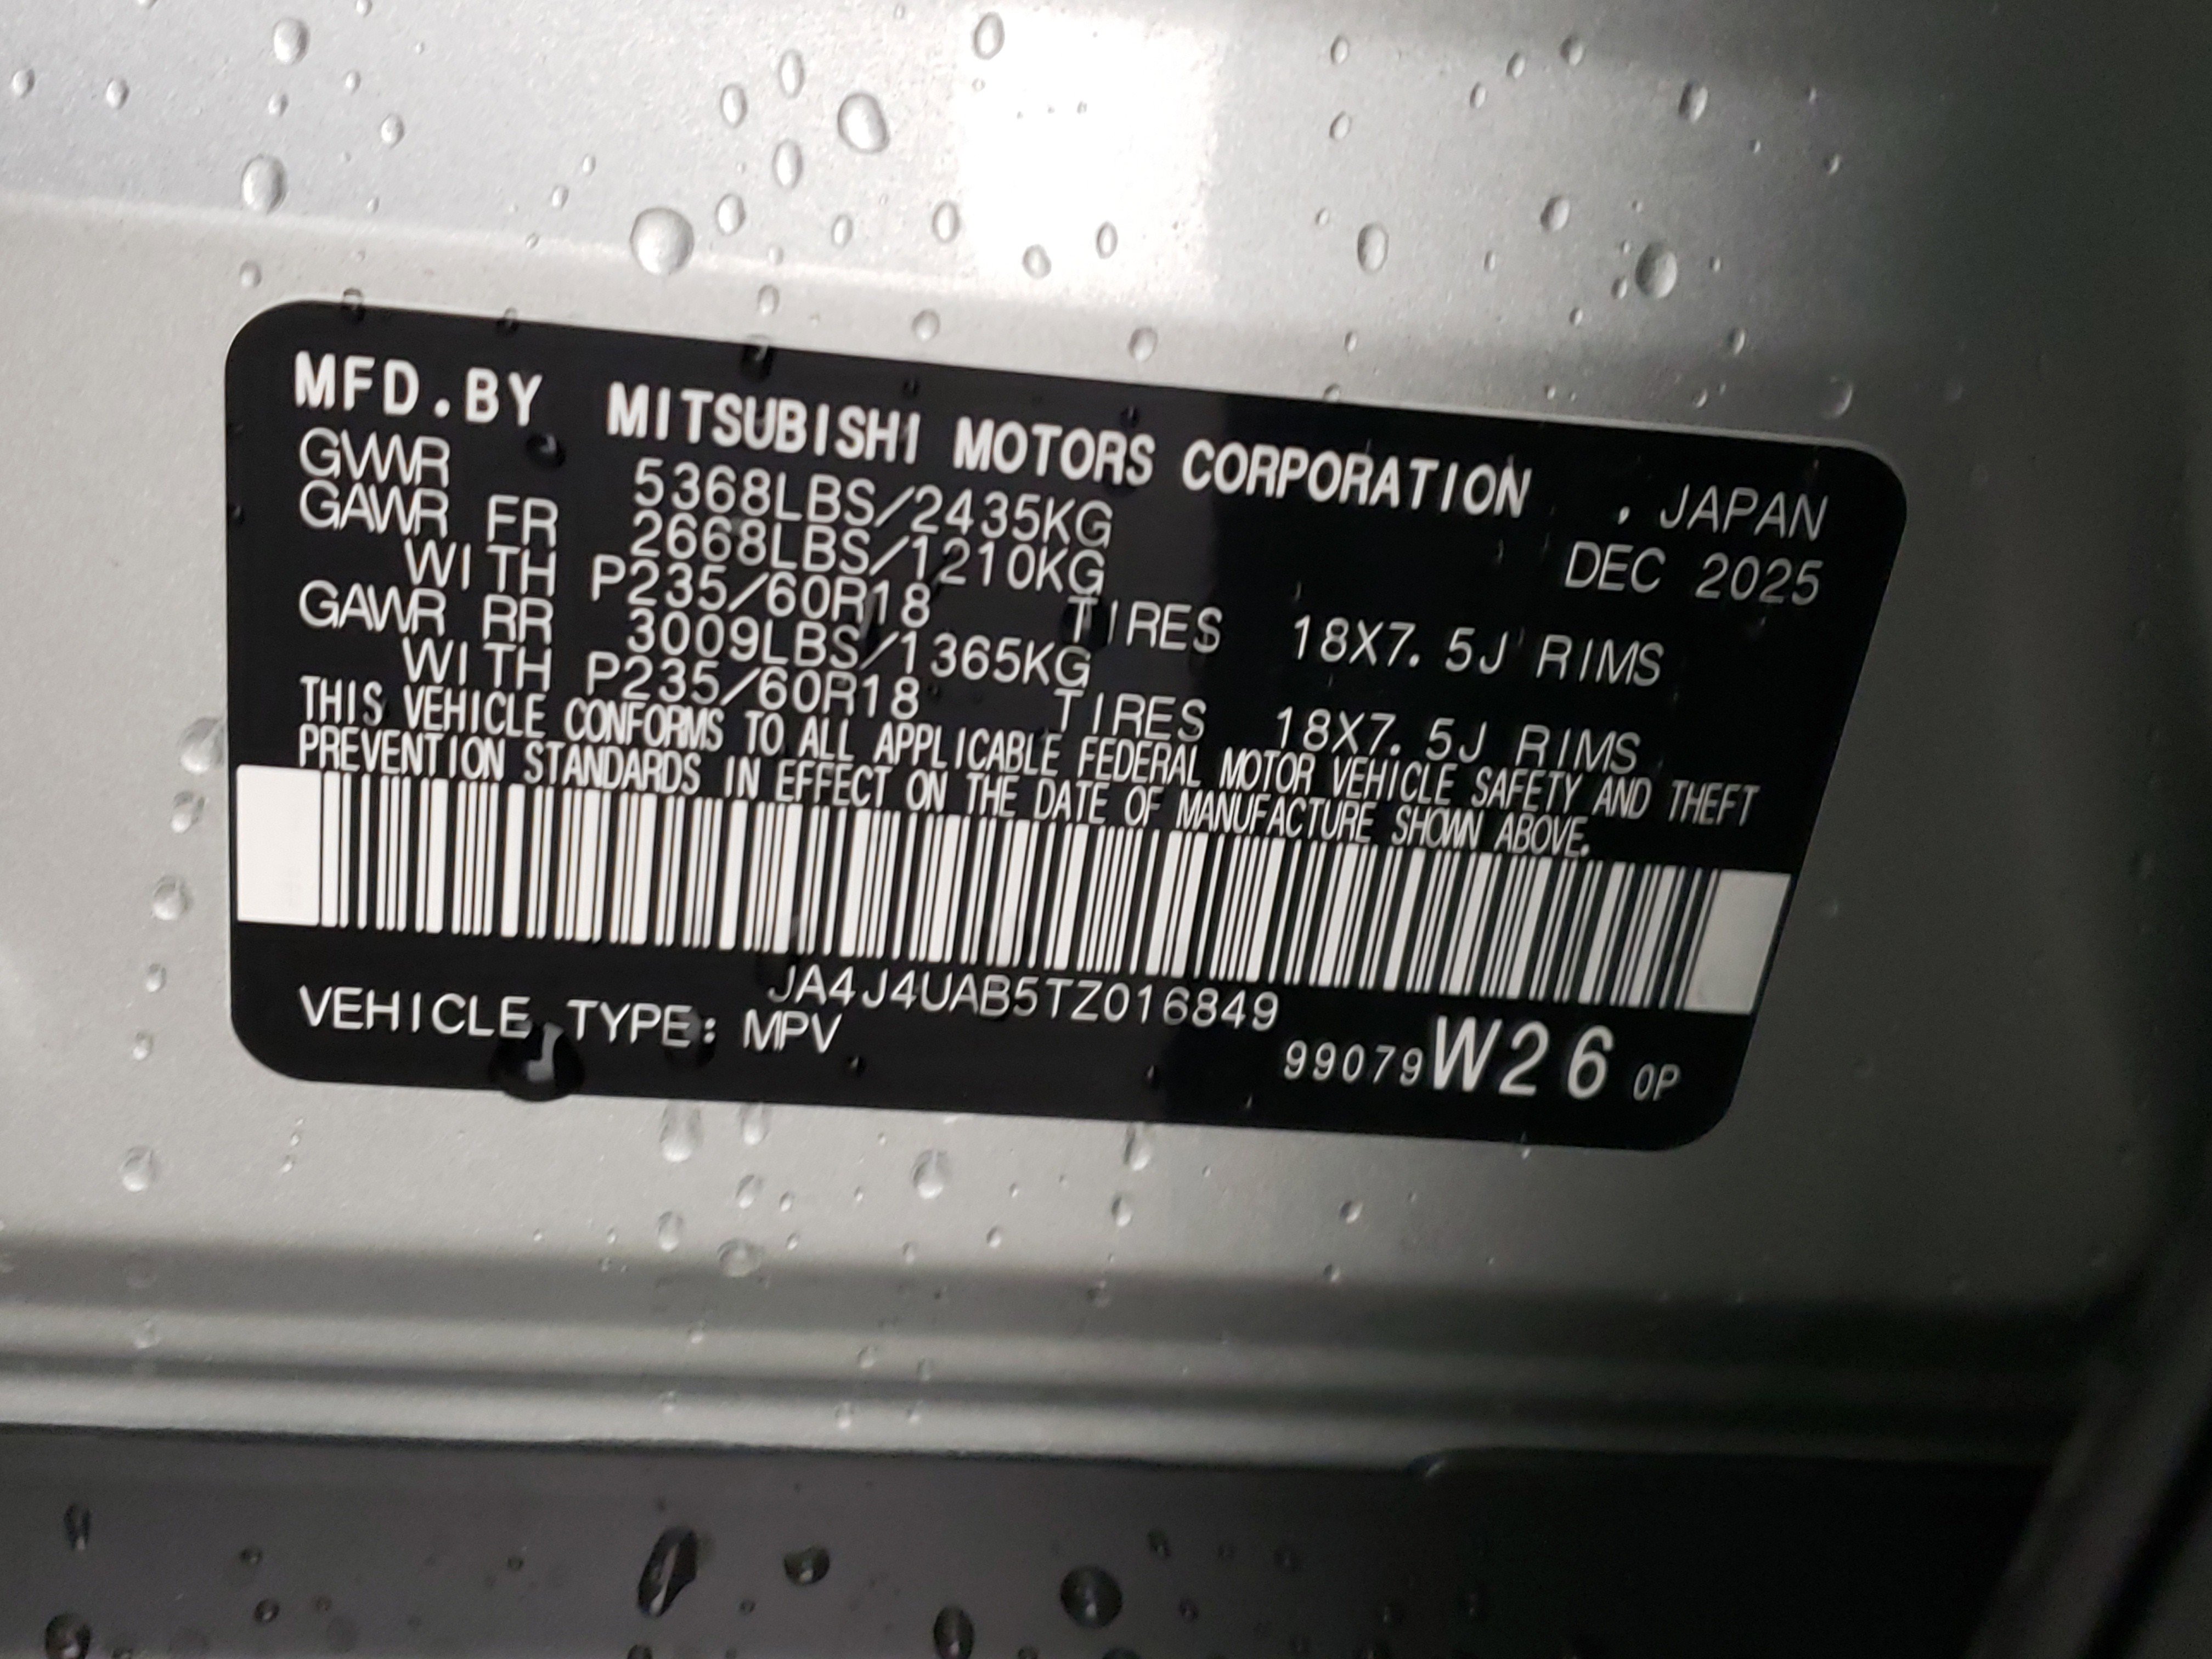 MFD.BY MITSUBISHI MOTORS CORPORATION , JAPAN
GVWR 5368LBS/2435KG DEC 2025
GAWR FR 2668LBS/1210KG
WITH P235/60R18 TIRES 18X7.5J RIMS
GAWR RR 3009LBS/1365KG
WITH P235/60R18 TIRES 18X7.5J RIMS
THIS VEHICLE CONFORMS TO ALL APPLICABLE FEDERAL MOTOR VEHICLE SAFETY AND THEFT
PREVENTION STANDARDS IN EFFECT ON THE DATE OF MANUFACTURE SHOWN ABOVE.
JA4J4UAB5TZ016849
VEHICLE TYPE: MPV
99079W26 0P